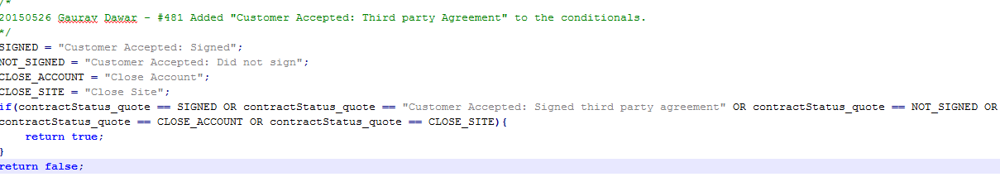 /*
20150526 Gaurav Dawar - #481 Added "Customer Accepted: Third party Agreement" to the conditionals.
*/
SIGNED = "Customer Accepted: Signed";
NOT_SIGNED = "Customer Accepted: Did not sign";
CLOSE_ACCOUNT = "Close Account";
CLOSE_SITE = "Close Site";
if(contractStatus_quote == SIGNED OR contractStatus_quote == "Customer Accepted: Signed third party agreement" OR contractStatus_quote == NOT_SIGNED OR
contractStatus_quote == CLOSE_ACCOUNT OR contractStatus_quote == CLOSE_SITE){
    return true;
}
return false;